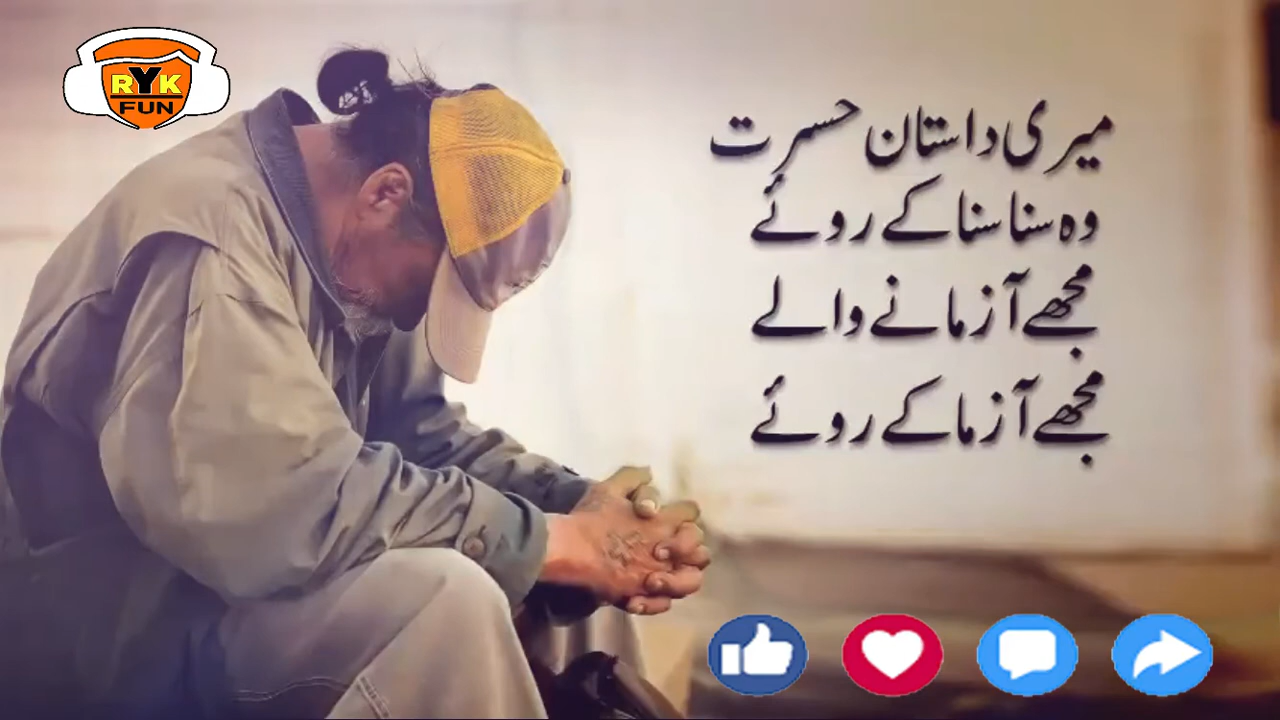 RYK
FUN
میری داستان حسرت
وہ سنا سنا کے روئے
مجھے آزمانے والے
مجھے آزما کے روئے